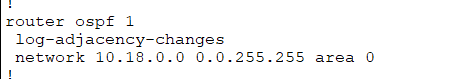 !
router ospf 1
 log-adjacency-changes
 network 10.18.0.0 0.0.255.255 area 0
!